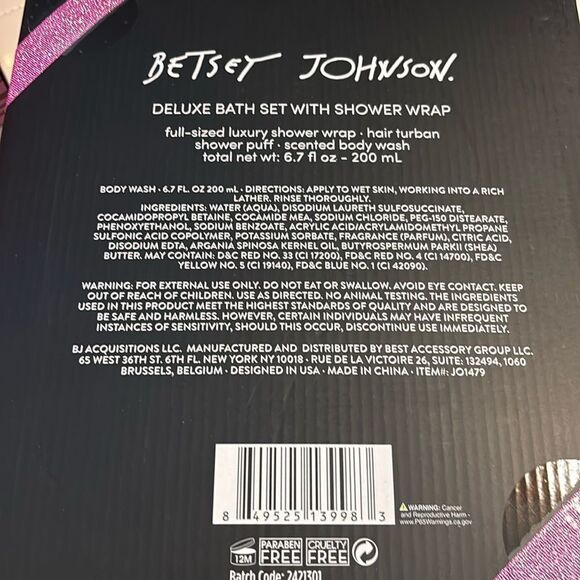 BETSEY JOHNSON.
DELUXE BATH SET WITH SHOWER WRAP
full-sized luxury shower wrap · hair turban
shower puff · scented body wash
total net wt: 6.7 fl oz - 200 mL
BODY WASH · 6.7 FL. OZ 200 mL · DIRECTIONS: APPLY TO WET SKIN, WORKING INTO A RICH
LATHER. RINSE THOROUGHLY.
INGREDIENTS: WATER (AQUA), DISODIUM LAURETH SULFOSUCCINATE,
COCAMIDOPROPYL BETAINE, COCAMIDE MEA, SODIUM CHLORIDE, PEG-150 DISTEARATE,
PHENOXYETHANOL, SODIUM BENZOATE, ACRYLIC ACID/ACRYLAMIDOMETHYL PROPANE
SULFONIC ACID COPOLYMER, POTASSIUM SORBATE, FRAGRANCE (PARFUM), CITRIC ACID,
DISODIUM EDTA, ARGANIA SPINOSA KERNEL OIL, BUTYROSPERMUM PARKII (SHEA)
BUTTER. MAY CONTAIN: D&C RED NO. 33 (CI 17200), FD&C RED NO. 4 (CI 14700), FD&C
YELLOW NO. 5 (CI 19140), FD&C BLUE NO. 1 (CI 42090).
WARNING: FOR EXTERNAL USE ONLY. DO NOT EAT OR SWALLOW. AVOID EYE CONTACT. KEEP
OUT OF REACH OF CHILDREN. USE AS DIRECTED. NO ANIMAL TESTING. THE INGREDIENTS
USED IN THIS PRODUCT MEET THE HIGHEST STANDARDS OF QUALITY AND ARE DESIGNED TO
BE SAFE AND HARMLESS. HOWEVER, CERTAIN INDIVIDUALS MAY HAVE INFREQUENT
INSTANCES OF SENSITIVITY, SHOULD THIS OCCUR, DISCONTINUE USE IMMEDIATELY.
BJ ACQUISITIONS LLC. MANUFACTURED AND DISTRIBUTED BY BEST ACCESSORY GROUP LLC.
65 WEST 36TH ST. 6TH FL. NEW YORK NY 10018 · RUE DE LA VICTOIRE 26, SUITE: 132494, 1060
BRUSSELS, BELGIUM · DESIGNED IN USA · MADE IN CHINA · ITEM#: JO1479
8 49525 13998 3
WARNING: Cancer
and Reproductive Harm -
www.P65Warnings.ca.gov
12M PARABEN FREE CRUELTY FREE
Batch Code: 2421301